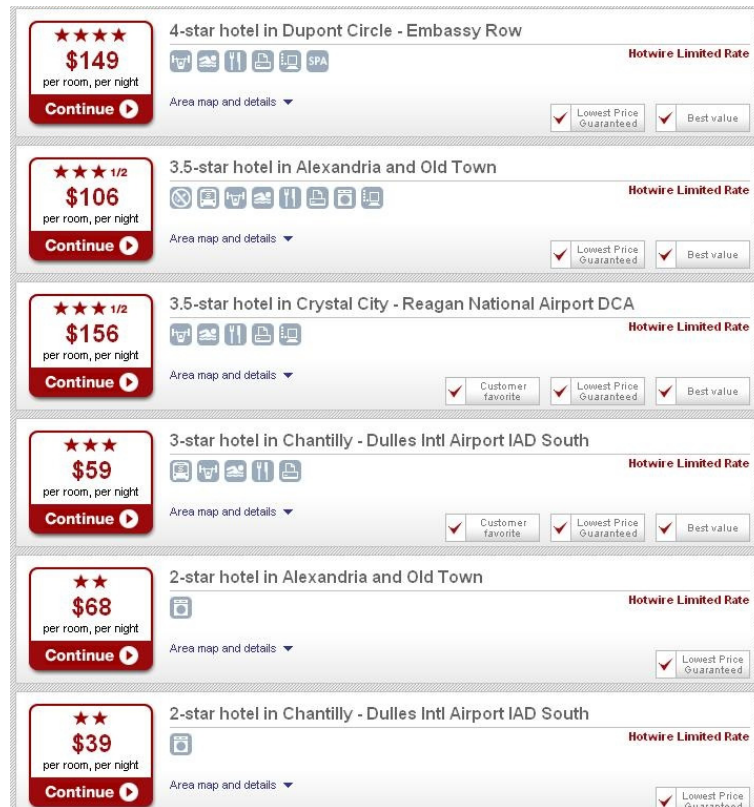 4-star hotel in Dupont Circle - Embassy Row
$149
per room, per night
Continue
SPA
Hotwire Limited Rate
Area map and details
Lowest Price
Guaranteed
Best value
3.5-star hotel in Alexandria and Old Town
1/2
$106
per room, per night
Continue
Hotwire Limited Rate
Area map and details
Lowest Price
Guaranteed
Best value
3.5-star hotel in Crystal City - Reagan National Airport DCA
1/2
$156
per room, per night
Continue
Hotwire Limited Rate
Area map and details
Customer
favorite
Lowest Price
Guaranteed
Best value
3-star hotel in Chantilly - Dulles Intl Airport IAD South
$59
per room, per night
Continue
Hotwire Limited Rate
Area map and details
Customer
favorite
Lowest Price
Guaranteed
Best value
2-star hotel in Alexandria and Old Town
$68
per room, per night
Continue
Hotwire Limited Rate
Area map and details
Lowest Price
Guaranteed
2-star hotel in Chantilly - Dulles Intl Airport IAD South
$39
per room, per night
Continue
Hotwire Limited Rate
Area map and details
Lowest Price
Guaranteed